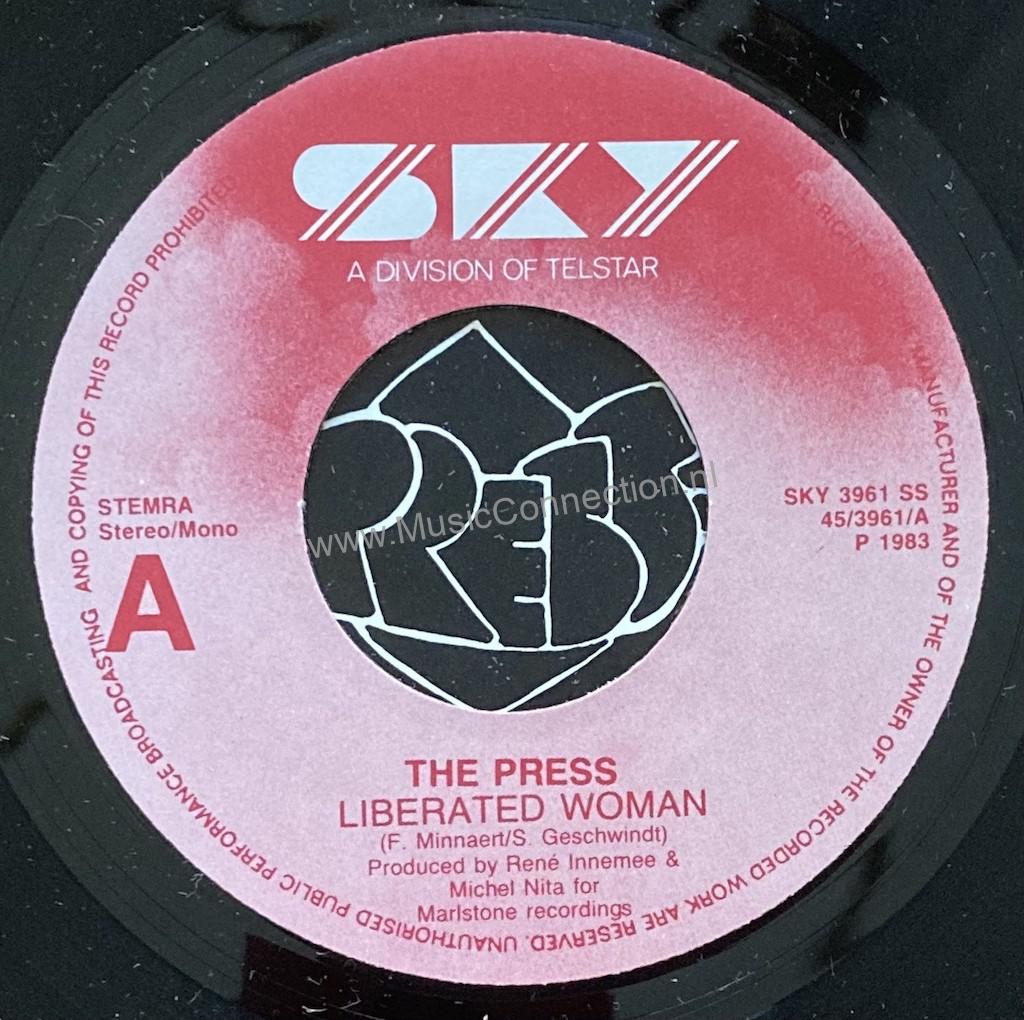 SKY
A DIVISION OF TELSTAR
STEMRA
Stereo/Mono
A
SKY 3961 SS
45/3961/A
P 1983
www.MusicConnection.nl
THE PRESS
LIBERATED WOMAN
(F. Minnaert/S. Geschwindt)
Produced by René Innemee &
Michel Nita for
Marlstone recordings
MANUFACTURER AND OF THE OWNER OF THE RECORDED WORK ARE RESERVED. UNAUTHORISED PUBLIC PERFORMANCE BROADCASTING AND COPYING OF THIS RECORD PROHIBITED